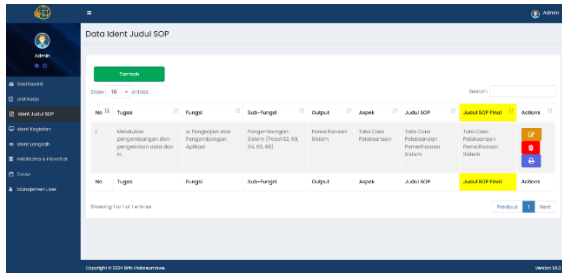 Admin
Data Ident Judul SOP
Admin
Tambah
Dashboard
Show 10 entries
Search:
Unit Kerja
Ident Judul SOP
No Tugas Fungsi Sub-Fungsi Output Aspek Judul SOP Judul SOP Final Actions
Ident Kegiatan
1 Melakukan pengembangan dan pengelolaan data dan
a. Pengkajian dan Pengembangan Aplikasi
Pengembangan Sistem (Pasal 62, 63, 64, 65, 66)
Pemeliharaan Sistem
Tata Cara Pelaksanaan
Tata Cara Pelaksanaan Pemeliharaan Sistem
Tata Cara Pelaksanaan Pemeliharaan Sistem
Ident Langkah
Pelaksana & Flowchat
Cover
Manajemen User
No Tugas Fungsi Sub-Fungsi Output Aspek Judul SOP Judul SOP Final Actions
Showing 1 to 1 of 1 entries
Previous 1 Next
Copyright © 2024 BPN Lhokseumawe.
Version 1.0.0